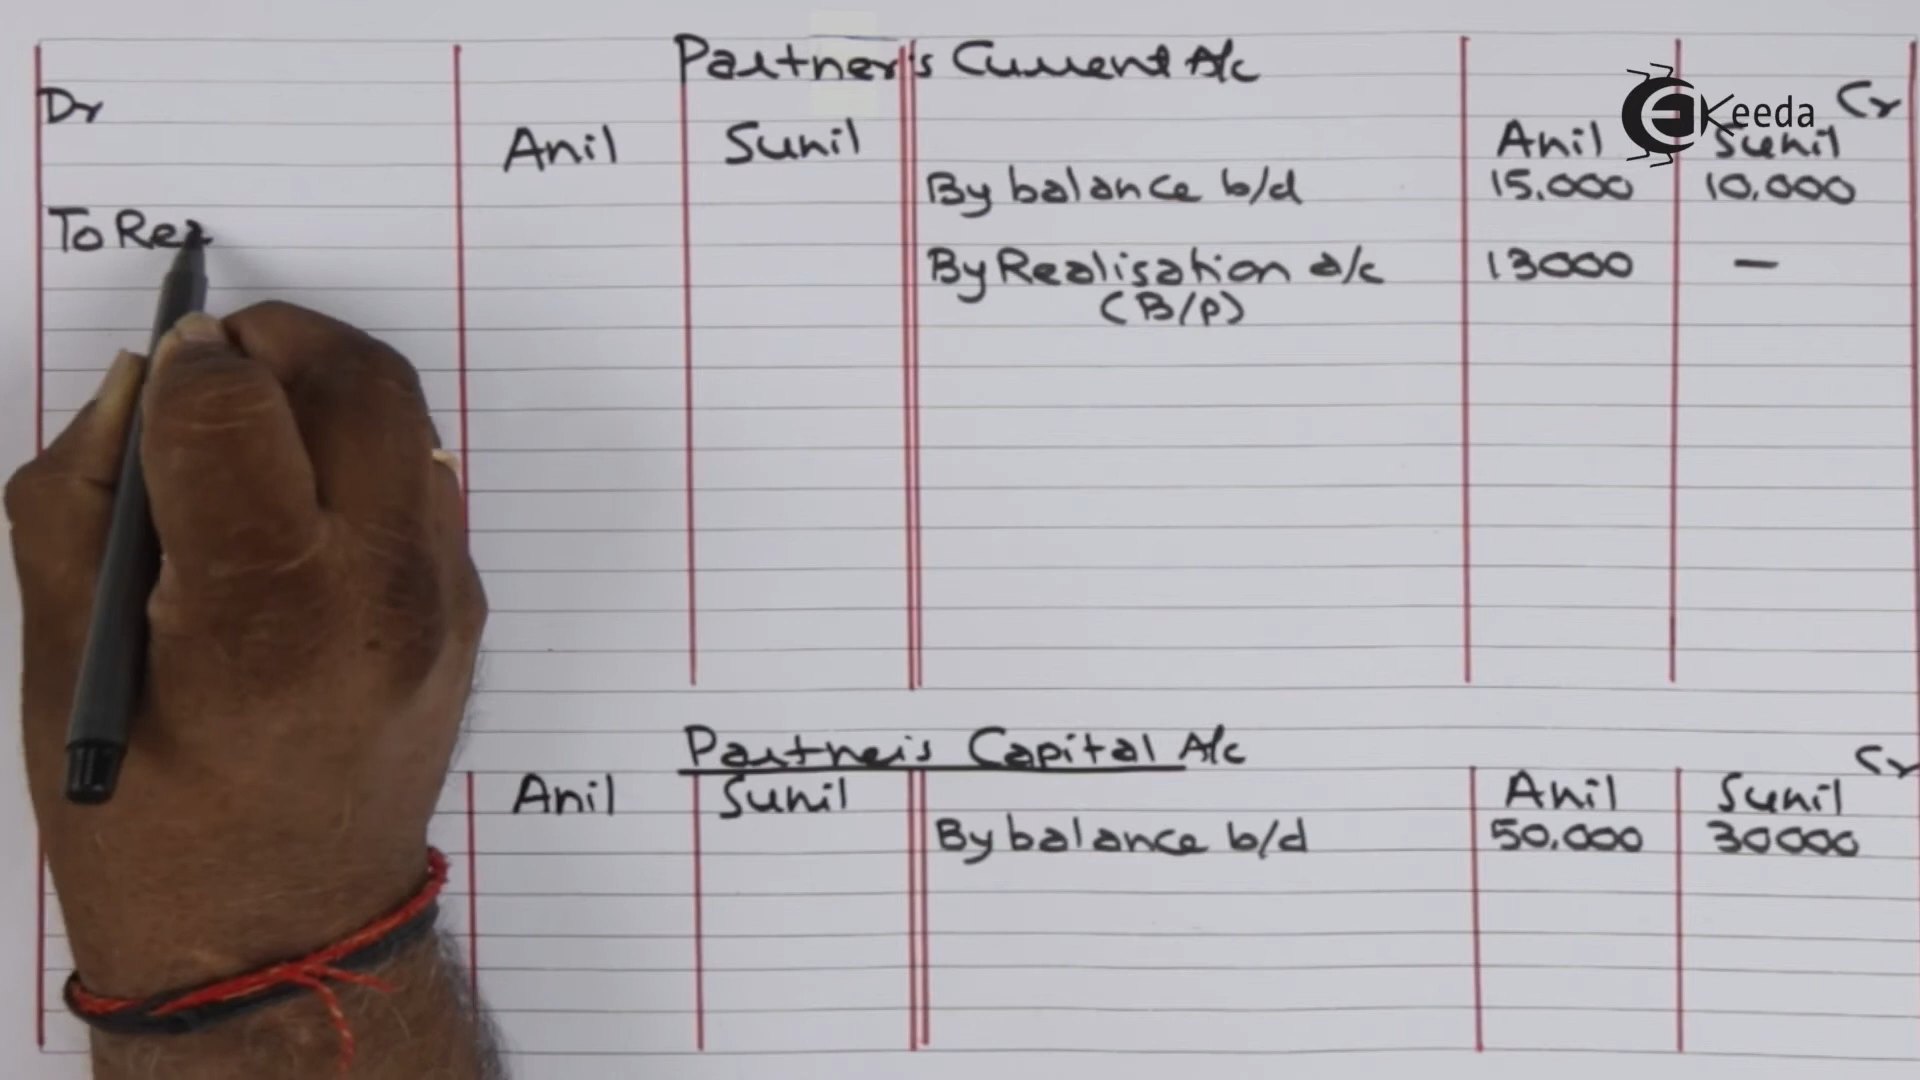 Partner's Current A/c
Dr Cr
Anil Sunil Anil Sunil
By balance b/d 15.000 10.000
To Rea
By Realisation a/c 13000 —
(B/P)
Partner's Capital A/c
Cr
Anil Sunil Anil Sunil
By balance b/d 50.000 30000
EKeeda